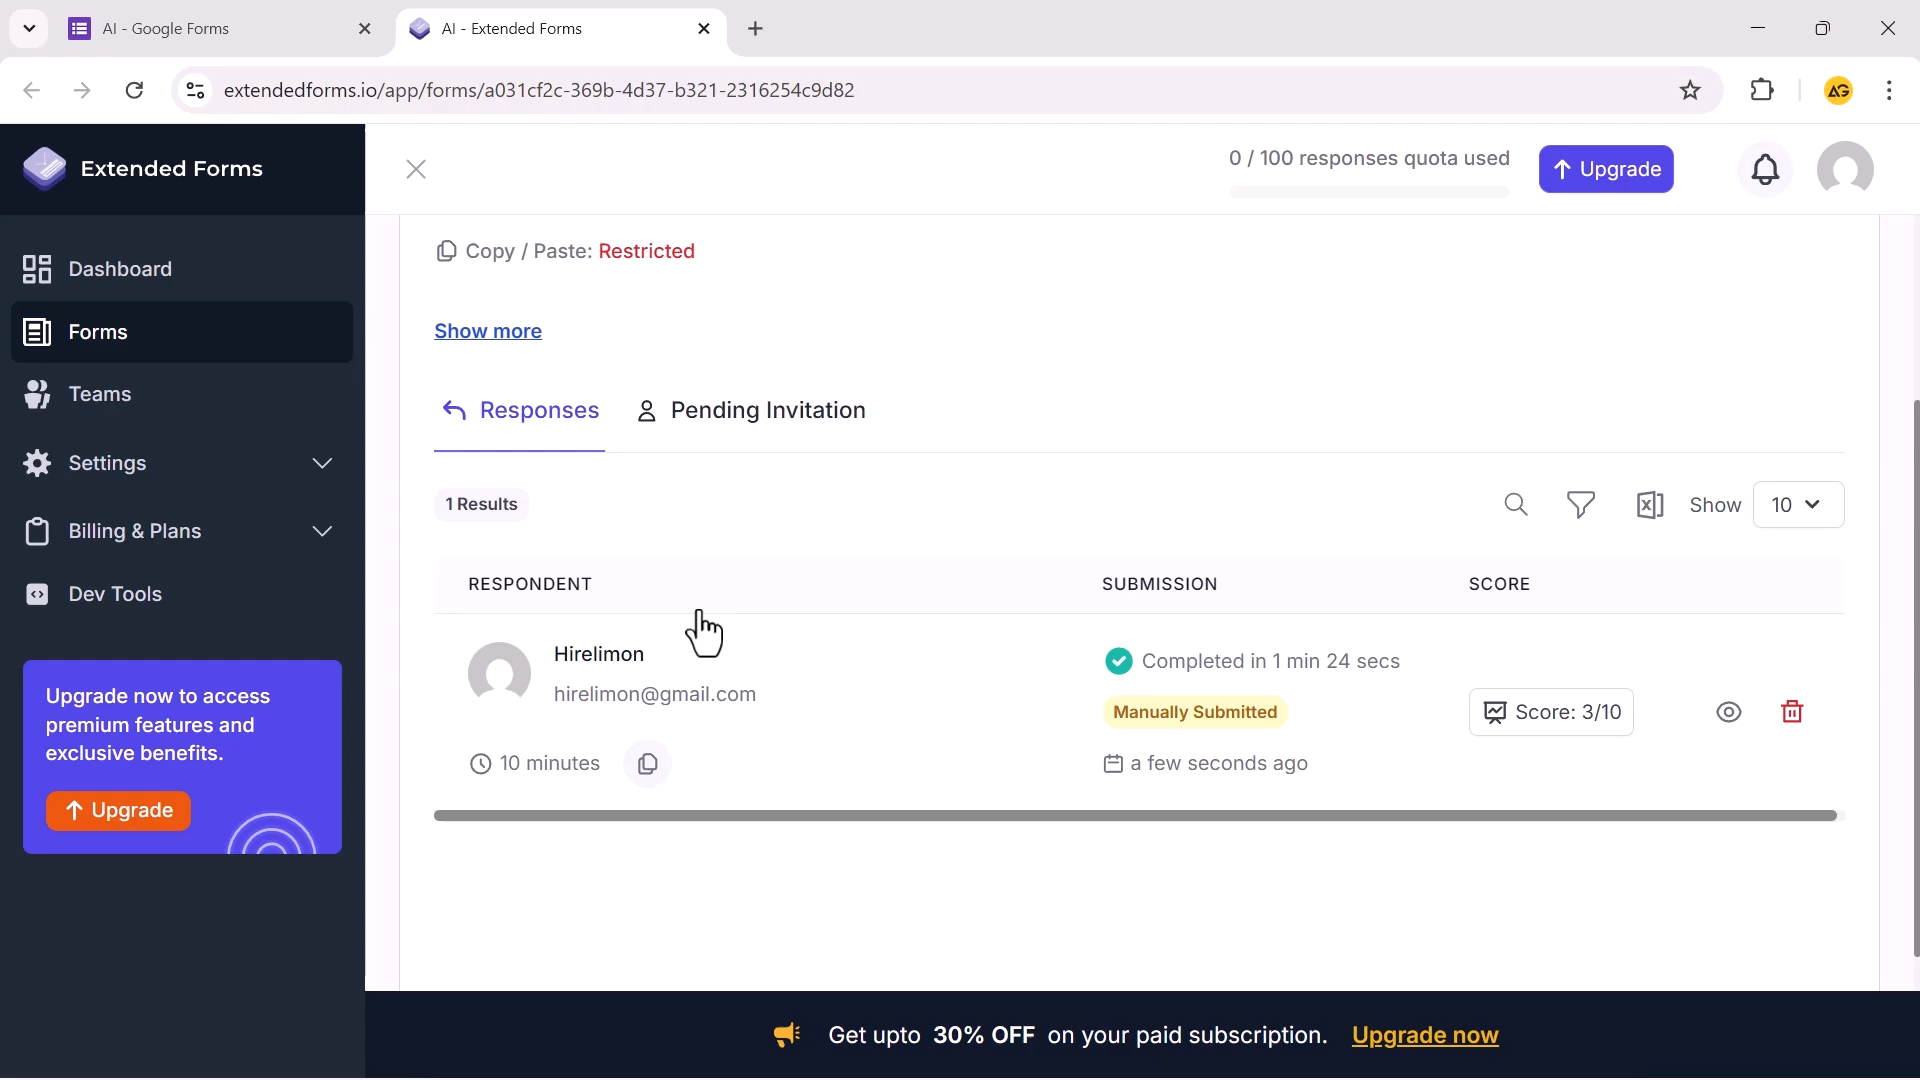 AI - Google Forms
AI - Extended Forms
extendedforms.io/app/forms/a031cf2c-369b-4d37-b321-2316254c9d82
AG
Extended Forms
0 / 100 responses quota used
Upgrade
Dashboard
Forms
Teams
Settings
Billing & Plans
Dev Tools
Upgrade now to access
premium features and
exclusive benefits.
Upgrade
Copy / Paste: Restricted
Show more
Responses
Pending Invitation
1 Results
Show 10
RESPONDENT SUBMISSION SCORE
Hirelimon
hirelimon@gmail.com
10 minutes
Completed in 1 min 24 secs
Manually Submitted
a few seconds ago
Score: 3/10
Get upto 30% OFF on your paid subscription. Upgrade now